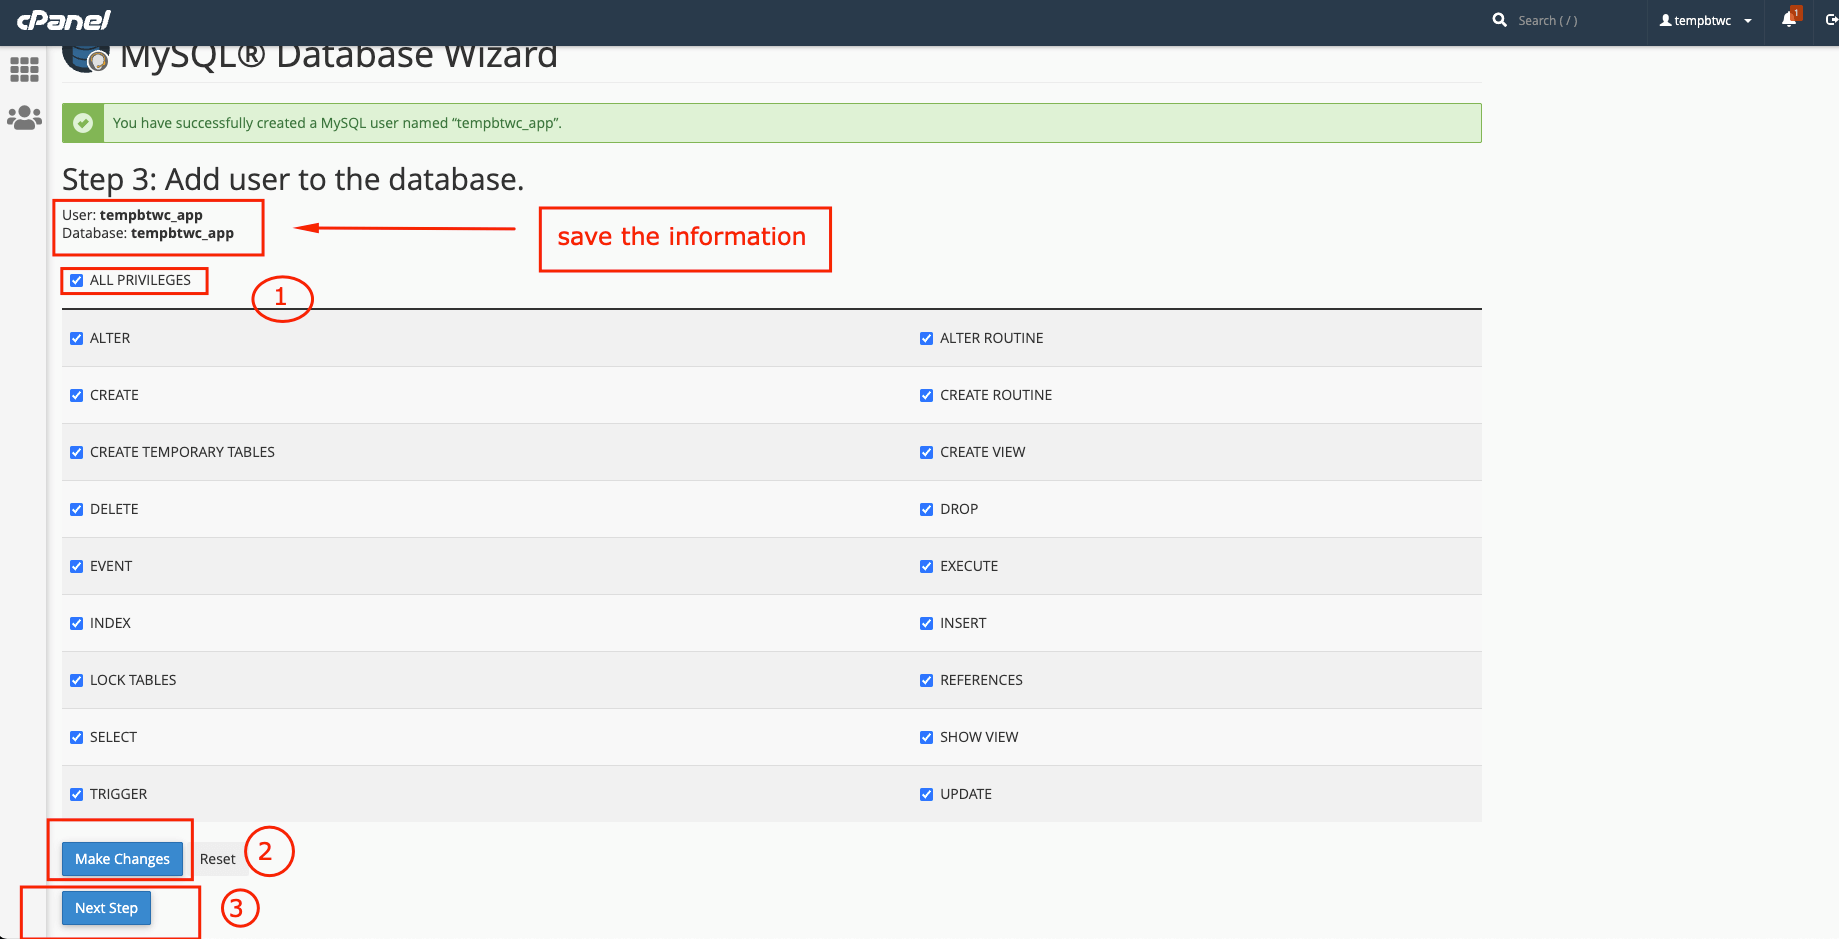 cPanel
Search ( / )
tempbtwc
1
MySQL® Database Wizard
You have successfully created a MySQL user named “tempbtwc_app”.
Step 3: Add user to the database.
User: tempbtwc_app
Database: tempbtwc_app
save the information
ALL PRIVILEGES
1
ALTER
ALTER ROUTINE
CREATE
CREATE ROUTINE
CREATE TEMPORARY TABLES
CREATE VIEW
DELETE
DROP
EVENT
EXECUTE
INDEX
INSERT
LOCK TABLES
REFERENCES
SELECT
SHOW VIEW
TRIGGER
UPDATE
Make Changes
Reset
2
Next Step
3